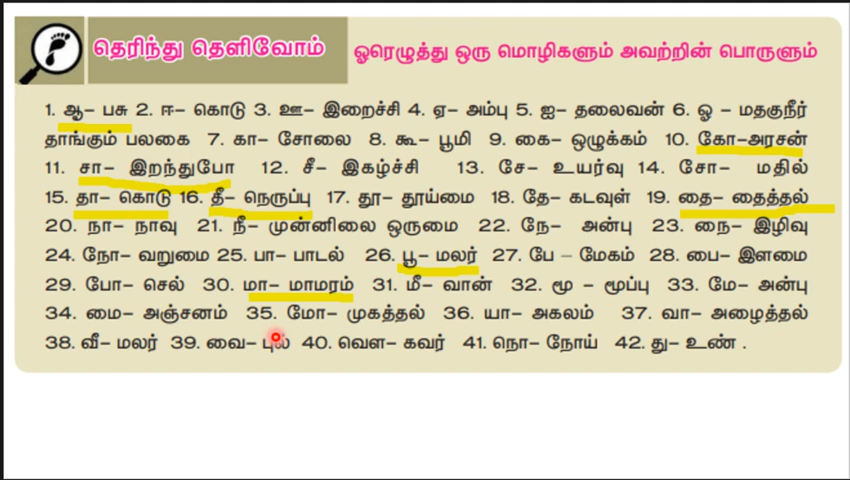 தெரிந்து தெளிவோம் ஓரெழுத்து ஒரு மொழிகளும் அவற்றின் பொருளும்
1. ஆ– பசு 2. ஈ– கொடு 3. ஊ– இறைச்சி 4. ஏ– அம்பு 5. ஐ– தலைவன் 6. ஓ – மதகுநீர்
தாங்கும் பலகை 7. கா– சோலை 8. கூ– பூமி 9. கை– ஒழுக்கம் 10. கோ–அரசன்
11. சா– இறந்துபோ 12. சீ– இகழ்ச்சி 13. சே– உயர்வு 14. சோ– மதில்
15. தா– கொடு 16. தீ– நெருப்பு 17. தூ– தூய்மை 18. தே– கடவுள் 19. தை– தைத்தல்
20. நா– நாவு 21. நீ– முன்னிலை ஒருமை 22. நே– அன்பு 23. நை– இழிவு
24. நோ– வறுமை 25. பா– பாடல் 26. பூ– மலர் 27. பே – மேகம் 28. பை– இளமை
29. போ– செல் 30. மா– மாமரம் 31. மீ– வான் 32. மூ – மூப்பு 33. மே– அன்பு
34. மை– அஞ்சனம் 35. மோ– முகத்தல் 36. யா– அகலம் 37. வா– அழைத்தல்
38. வீ– மலர் 39. வை– புல் 40. வௌ– கவர் 41. நொ– நோய் 42. து– உண் .